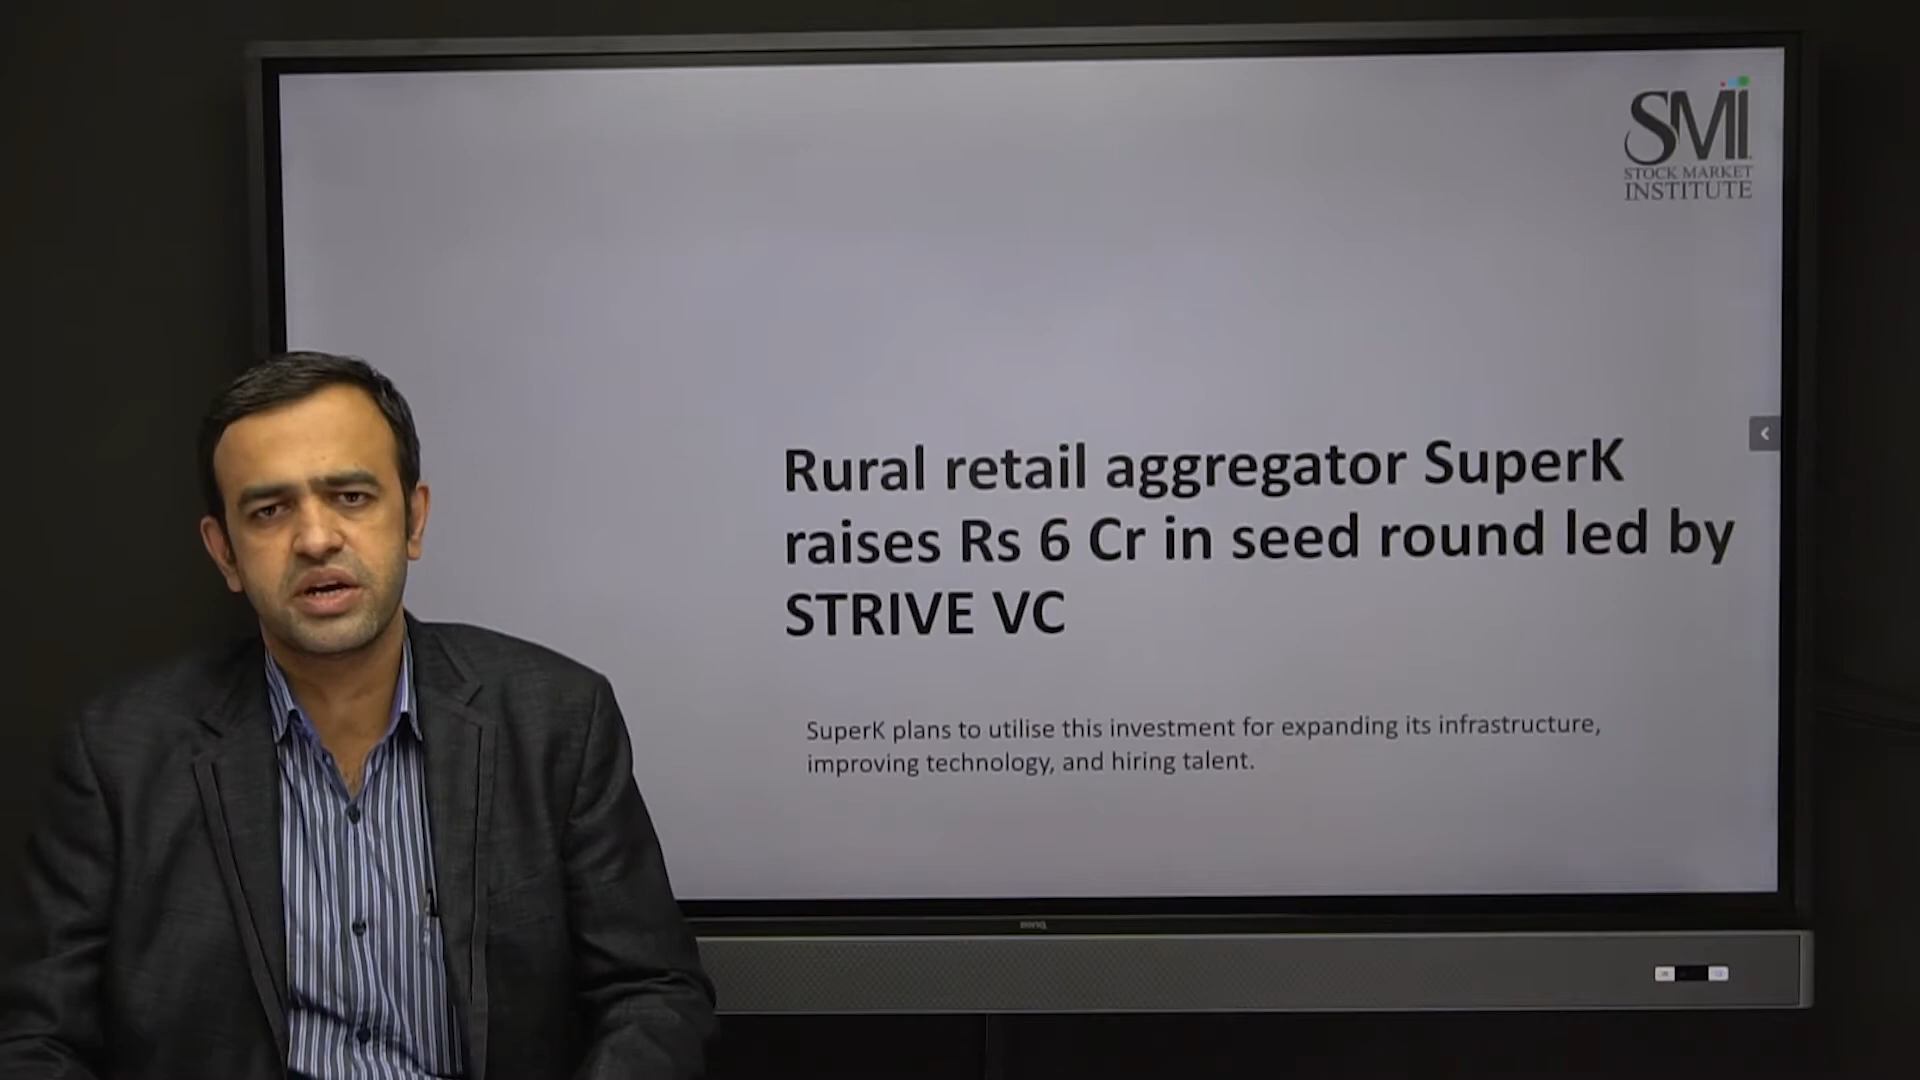 SMI
STOCK MARKET
INSTITUTE
Rural retail aggregator SuperK
raises Rs 6 Cr in seed round led by
STRIVE VC
SuperK plans to utilise this investment for expanding its infrastructure,
improving technology, and hiring talent.
BenQ